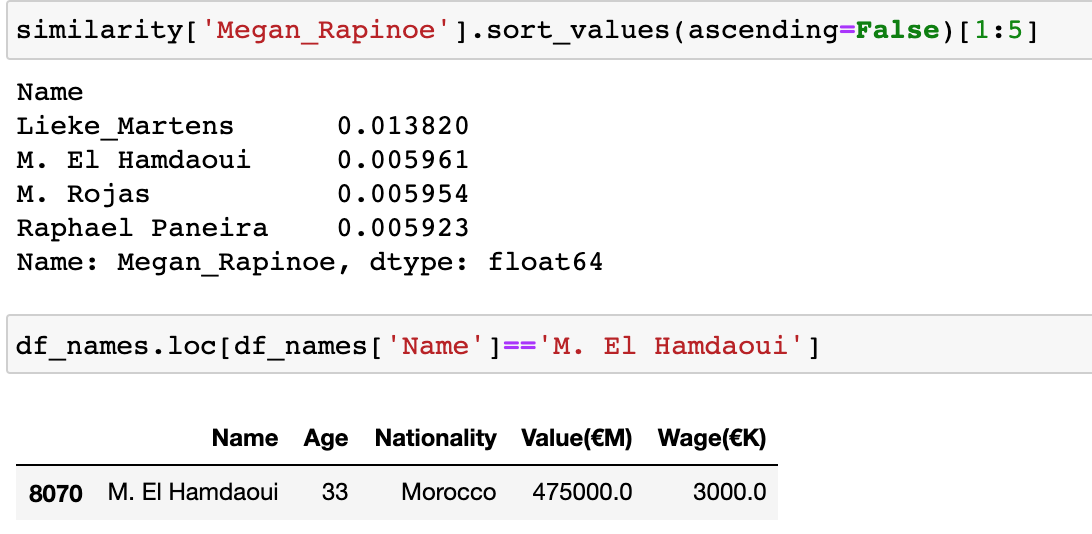 similarity['Megan_Rapinoe'].sort_values(ascending=False)[1:5]
Name
Lieke_Martens 0.013820
M. El Hamdaoui 0.005961
M. Rojas 0.005954
Raphael Paneira 0.005923
Name: Megan_Rapinoe, dtype: float64
df_names.loc[df_names['Name']=='M. El Hamdaoui']
Name Age Nationality Value(€M) Wage(€K)
8070 M. El Hamdaoui 33 Morocco 475000.0 3000.0